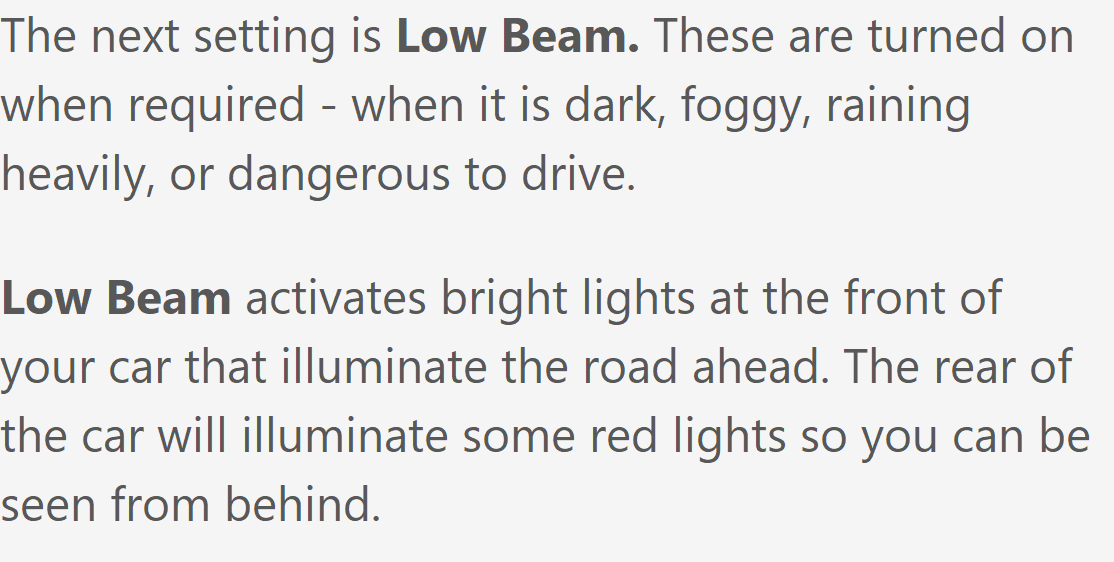 The next setting is Low Beam. These are turned on
when required - when it is dark, foggy, raining
heavily, or dangerous to drive.
Low Beam activates bright lights at the front of
your car that illuminate the road ahead. The rear of
the car will illuminate some red lights so you can be
seen from behind.